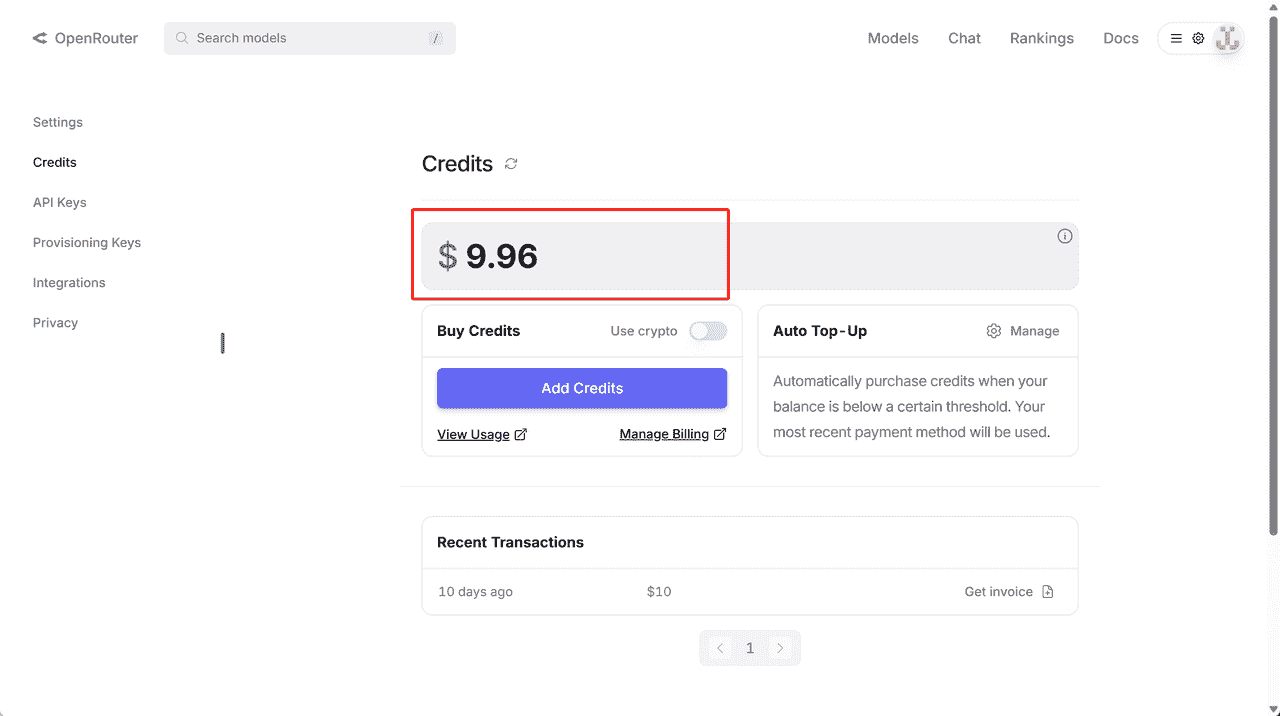 OpenRouter
Search models
/
Models
Chat
Rankings
Docs
Settings
Credits
API Keys
Provisioning Keys
Integrations
Privacy
Credits
$ 9.96
Buy Credits
Use crypto
Add Credits
View Usage
Manage Billing
Auto Top-Up
Manage
Automatically purchase credits when your
balance is below a certain threshold. Your
most recent payment method will be used.
Recent Transactions
10 days ago
$10
Get invoice
1